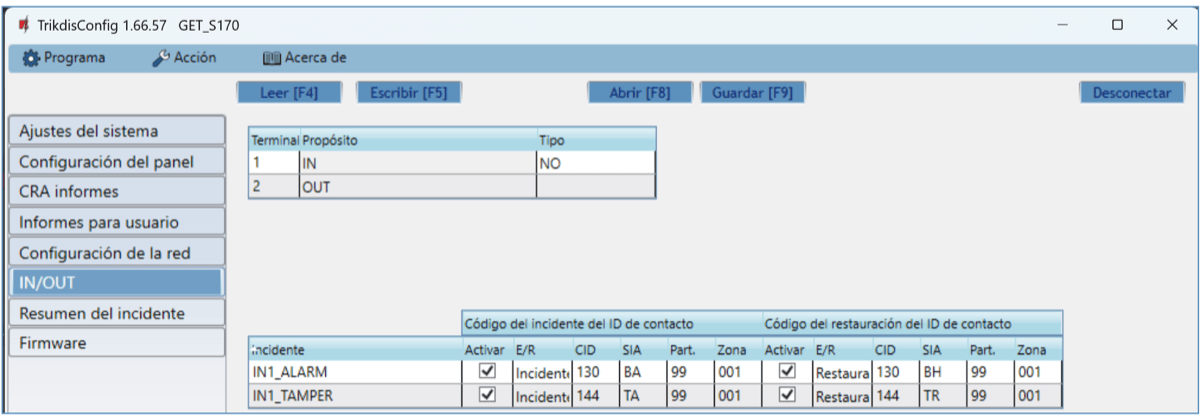 TrikdisConfig 1.66.57 GET_S170
Programa Acción Acerca de
Leer [F4] Escribir [F5] Abrir [F8] Guardar [F9] Desconectar
Ajustes del sistema
Configuración del panel
CRA informes
Informes para usuario
Configuración de la red
IN/OUT
Resumen del incidente
Firmware
Terminal Propósito Tipo
1 IN NO
2 OUT
Código del incidente del ID de contacto Código del restauración del ID de contacto
Incidente Activar E/R CID SIA Part. Zona Activar E/R CID SIA Part. Zona
IN1_ALARM Incident 130 BA 99 001 Restaura 130 BH 99 001
IN1_TAMPER Incident 144 TA 99 001 Restaura 144 TR 99 001